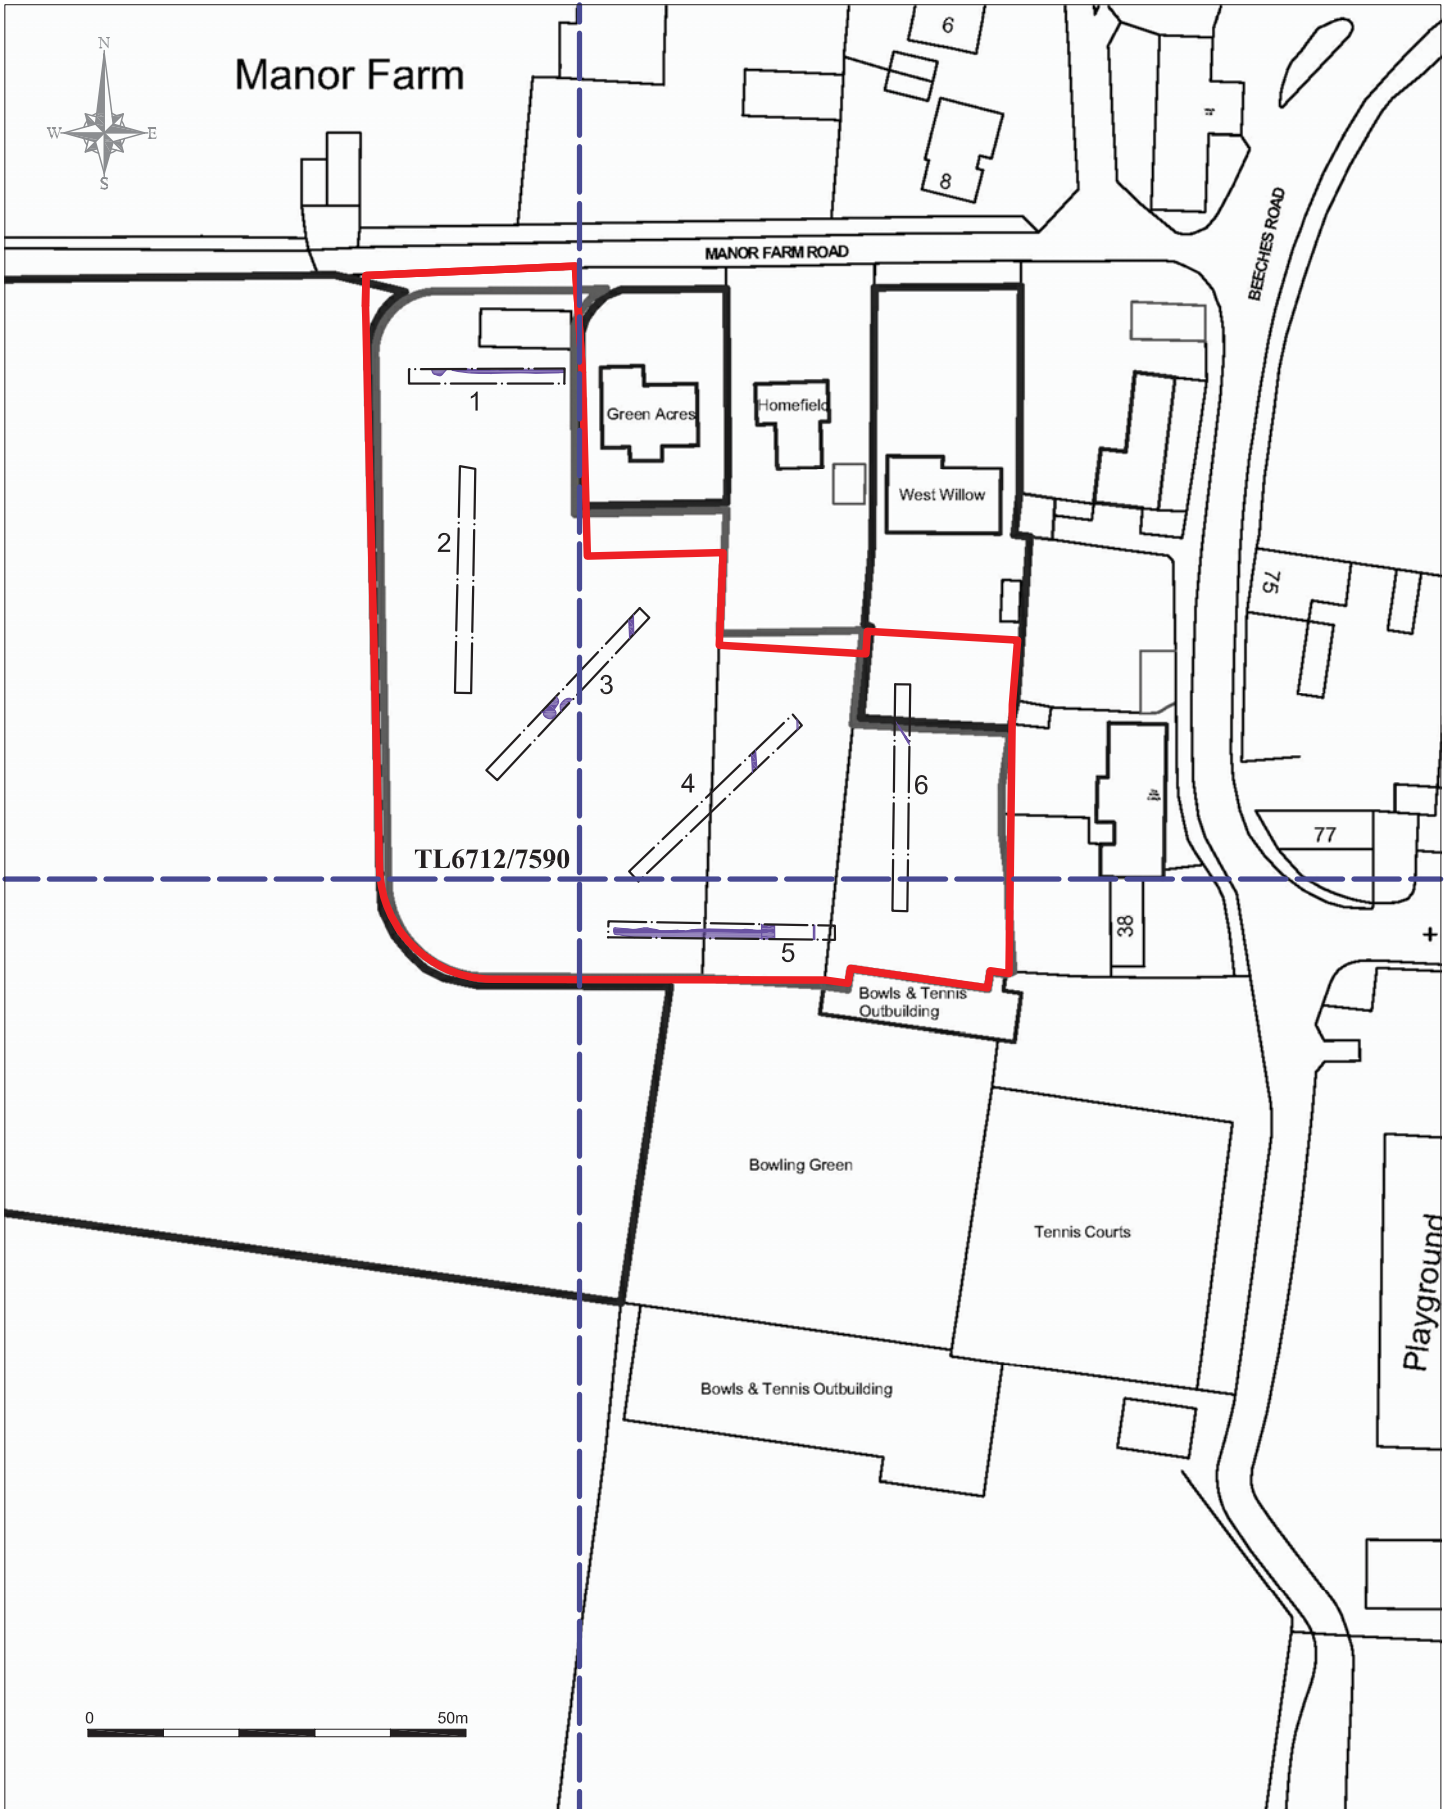 6
N
W E
S
Manor Farm
8
MANOR FARM ROAD
BEECHES ROAD
1
Green Acres
Homefield
West Willow
2
75
3
4
6
77
TL6712/7590
38
5
Bowls & Tennis
Outbuilding
Bowling Green
Tennis Courts
Playground
Bowls & Tennis Outbuilding
0 50m